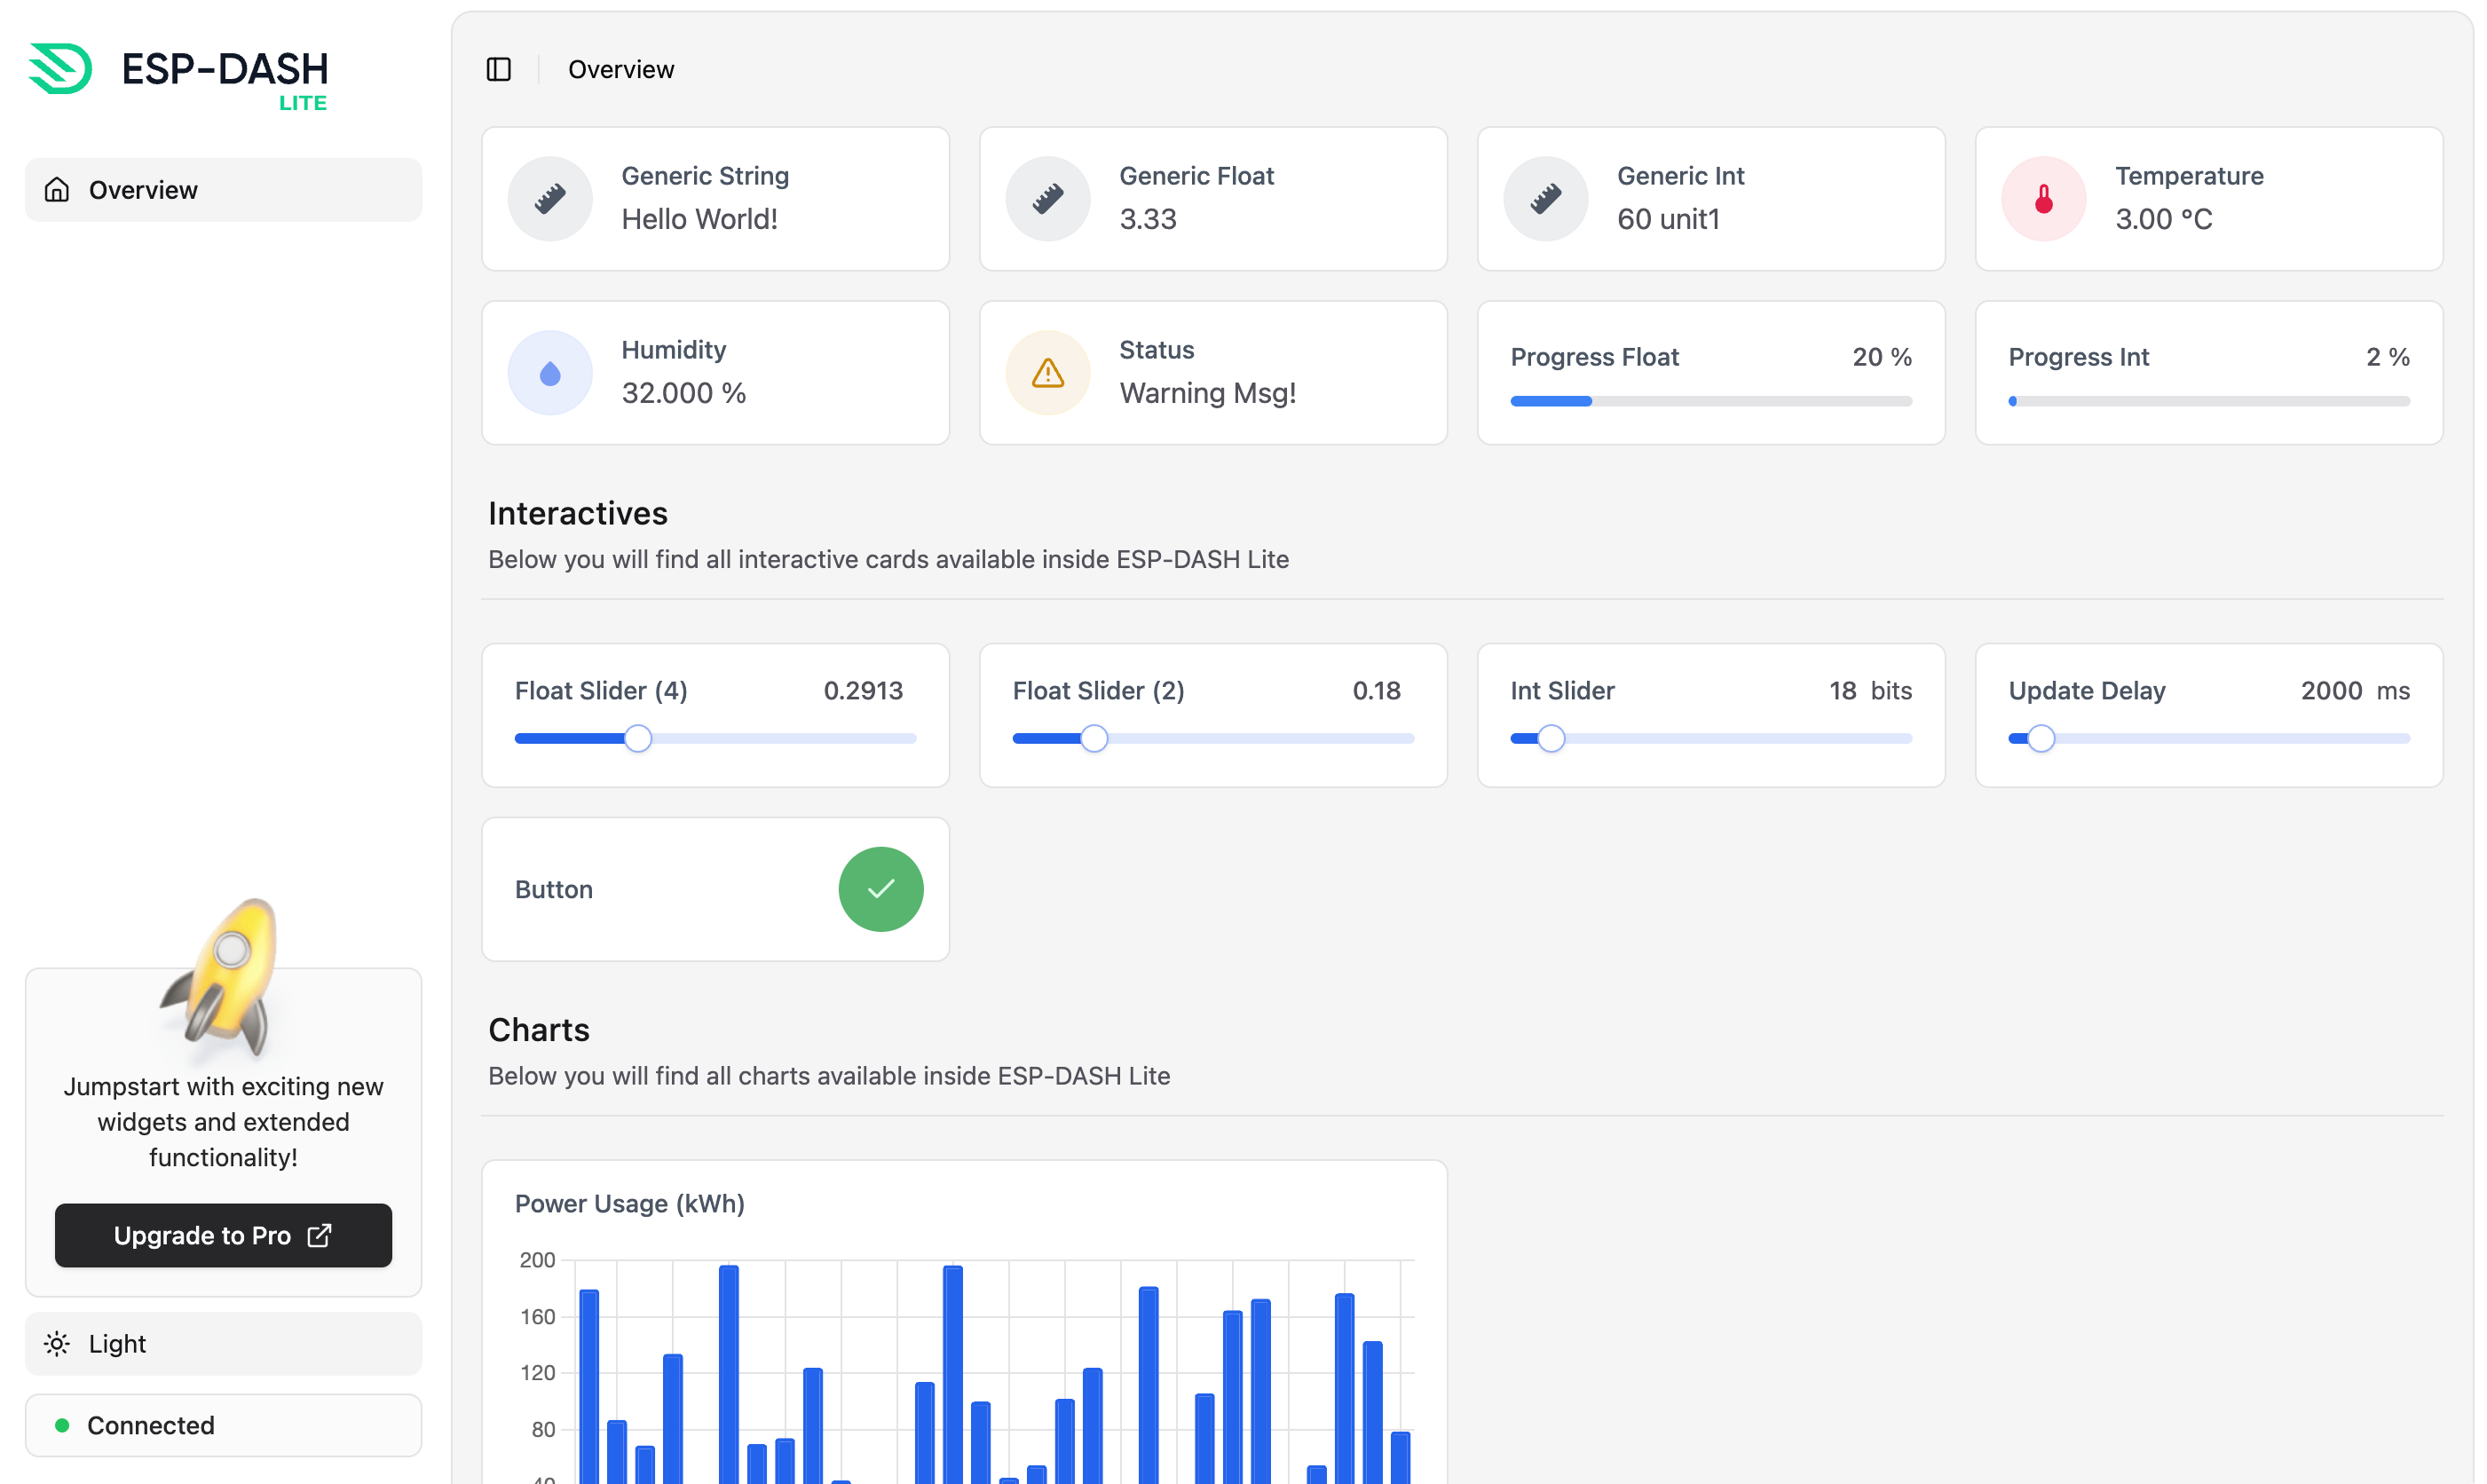 ESP-DASH
LITE
Overview
Jumpstart with exciting new
widgets and extended
functionality!
Upgrade to Pro
Light
Connected
Overview
Generic String
Hello World!
Generic Float
3.33
Generic Int
60 unit1
Temperature
3.00 °C
Humidity
32.000 %
Status
Warning Msg!
Progress Float 20 %
Progress Int 2 %
Interactives
Below you will find all interactive cards available inside ESP-DASH Lite
Float Slider (4) 0.2913
Float Slider (2) 0.18
Int Slider 18 bits
Update Delay 2000 ms
Button
Charts
Below you will find all charts available inside ESP-DASH Lite
Power Usage (kWh)
200
160
120
80
40